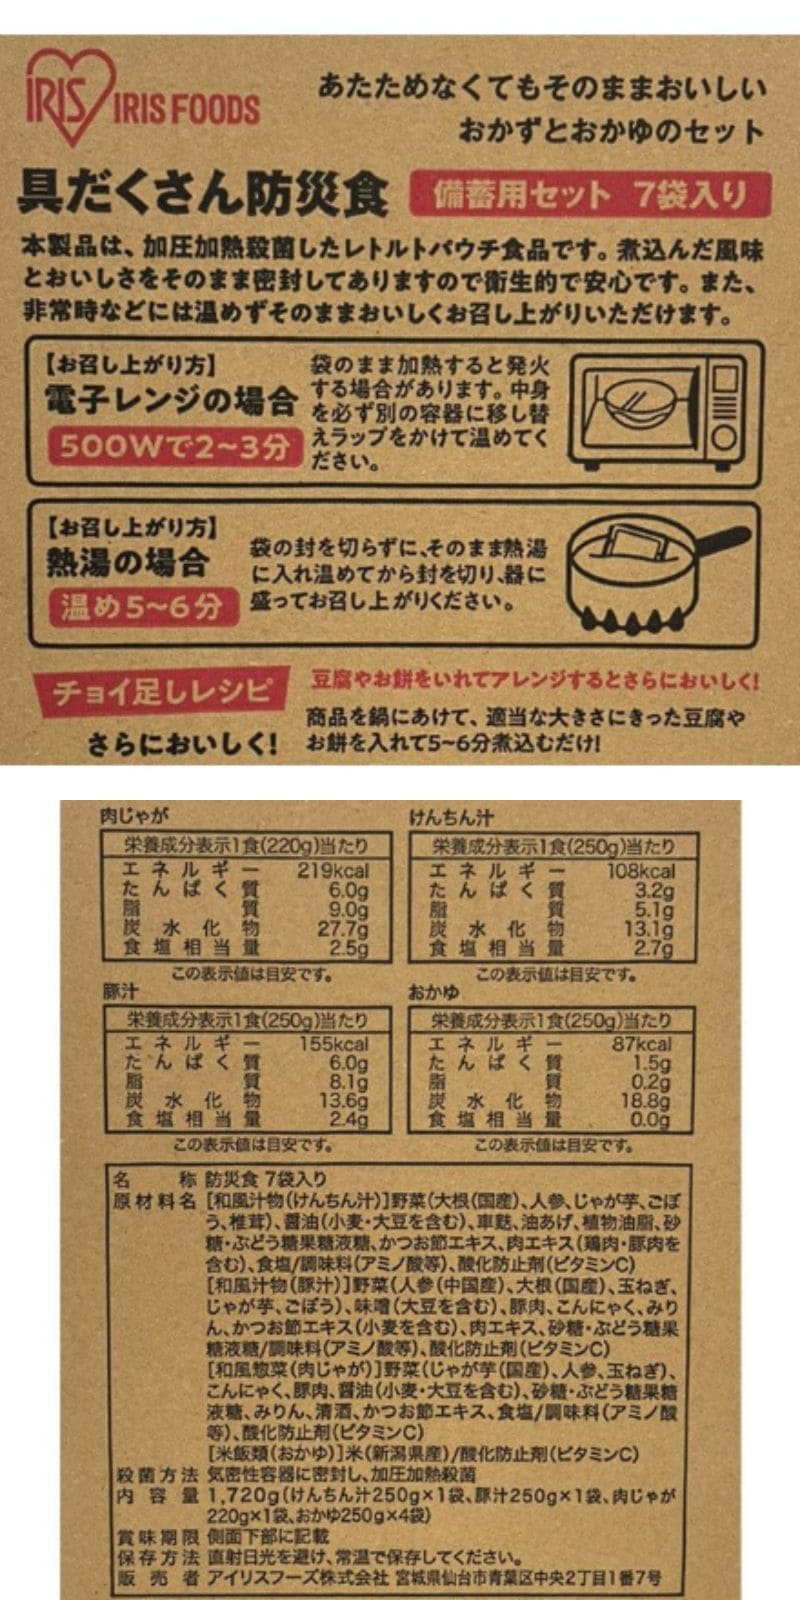 IRIS IRIS FOODS
あたためなくてもそのままおいしい
おかずとおかゆのセット
具だくさん防災食 備蓄用セット 7袋入り
本製品は、加圧加熱殺菌したレトルトパウチ食品です。煮込んだ風味
とおいしさをそのまま密封してありますので衛生的で安心です。また、
非常時などには温めずそのままおいしくお召し上がりいただけます。
【お召し上がり方】
電子レンジの場合
500Wで2~3分
袋のまま加熱すると発火
する場合があります。中身
を必ず別の容器に移し替
えラップをかけて温めてく
ださい。
【お召し上がり方】
熱湯の場合
温め5~6分
袋の封を切らずに、そのまま熱湯
に入れ温めてから封を切り、器に
盛ってお召し上がりください。
チョイ足しレシピ
さらにおいしく!
豆腐やお餅をいれてアレンジするとさらにおいしく!
商品を鍋にあけて、適当な大きさにきった豆腐や
お餅を入れて5~6分煮込むだけ!
肉じゃが
栄養成分表示1食(220g)当たり
エネルギー 219kcal
たんぱく質 6.0g
脂質 9.0g
炭水化物 27.7g
食塩相当量 2.5g
この表示値は目安です。
けんちん汁
栄養成分表示1食(250g)当たり
エネルギー 108kcal
たんぱく質 3.2g
脂質 5.1g
炭水化物 13.1g
食塩相当量 2.7g
この表示値は目安です。
豚汁
栄養成分表示1食(250g)当たり
エネルギー 155kcal
たんぱく質 6.0g
脂質 8.1g
炭水化物 13.6g
食塩相当量 2.4g
この表示値は目安です。
おかゆ
栄養成分表示1食(250g)当たり
エネルギー 87kcal
たんぱく質 1.5g
脂質 0.2g
炭水化物 18.8g
食塩相当量 0.0g
この表示値は目安です。
名称 防災食 7袋入り
原材料名 [和風汁物(けんちん汁)]野菜(大根(国産)、人参、じゃが芋、ごぼ
う、椎茸)、醤油(小麦・大豆を含む)、車麩、油あげ、植物油脂、砂
糖・ぶどう糖果糖液糖、かつお節エキス、肉エキス(鶏肉・豚肉を
含む)、食塩/調味料(アミノ酸等)、酸化防止剤(ビタミンC)
[和風汁物(豚汁)]野菜(人参(中国産)、大根(国産)、玉ねぎ、
じゃが芋、ごぼう)、味噌(大豆を含む)、豚肉、こんにゃく、みり
ん、かつお節エキス(小麦を含む)、肉エキス、砂糖・ぶどう糖果
糖液糖/調味料(アミノ酸等)、酸化防止剤(ビタミンC)
[和風惣菜(肉じゃが)]野菜(じゃが芋(国産)、人参、玉ねぎ)、
こんにゃく、豚肉、醤油(小麦・大豆を含む)、砂糖・ぶどう糖果糖
液糖、みりん、清酒、かつお節エキス、食塩/調味料(アミノ酸
等)、酸化防止剤(ビタミンC)
[米飯類(おかゆ)]米(新潟県産)/酸化防止剤(ビタミンC)
殺菌方法 気密性容器に密封し、加圧加熱殺菌
内容量 1,720g(けんちん汁250g×1袋、豚汁250g×1袋、肉じゃが
220g×1袋、おかゆ250g×4袋)
賞味期限 側面下部に記載
保存方法 直射日光を避け、常温で保存してください。
販売者 アイリスフーズ株式会社 宮城県仙台市青葉区中央2丁目1番7号